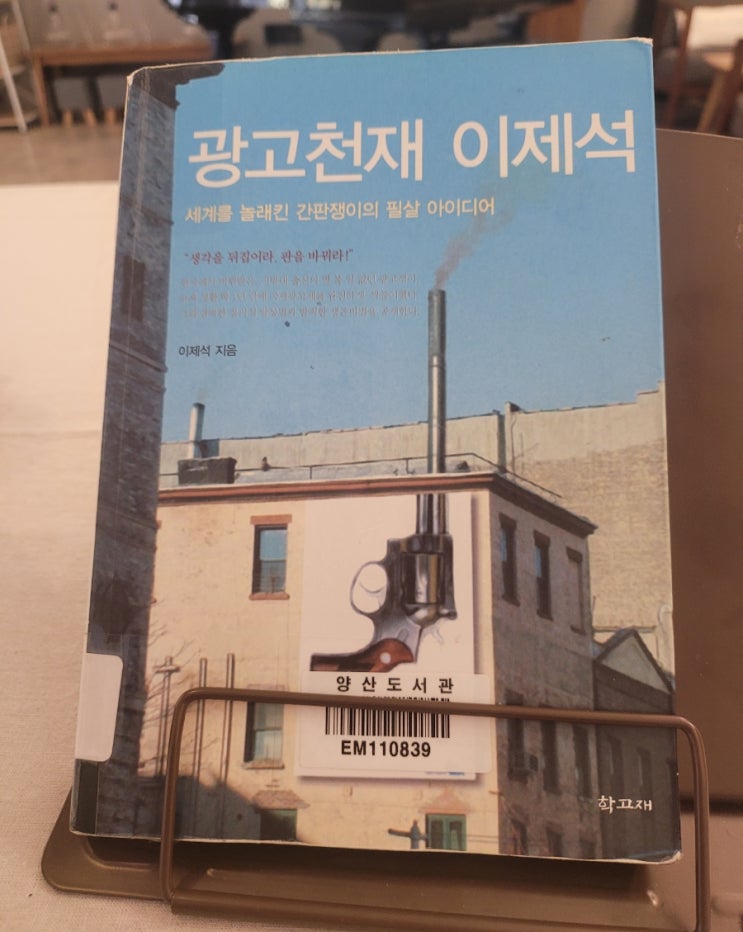 광고천재 이제석
세계를 놀래킨 간판쟁이의 필살 아이디어
"생각을 뒤집어라, 판을 바꿔라!"
이제석 지음
양산도서관
EM110839
학고재